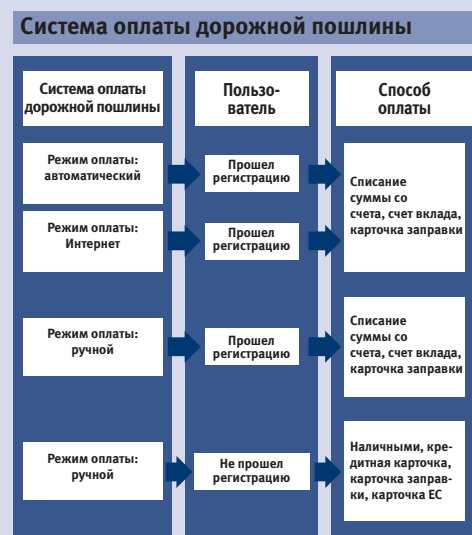 Система оплаты дорожной пошлины
Система оплаты
дорожной пошлины
Пользо-
ватель
Способ
оплаты
Режим оплаты:
автоматический
Прошел
регистрацию
Списание
суммы со
счета, счет вклада,
карточка заправки
Режим оплаты:
Интернет
Прошел
регистрацию
Режим оплаты:
ручной
Прошел
регистрацию
Списание
суммы со
счета, счет вклада,
карточка заправки
Режим оплаты:
ручной
Не прошел
регистрацию
Наличными, кре-
дитная карточка,
карточка заправ-
ки, карточка ЕС